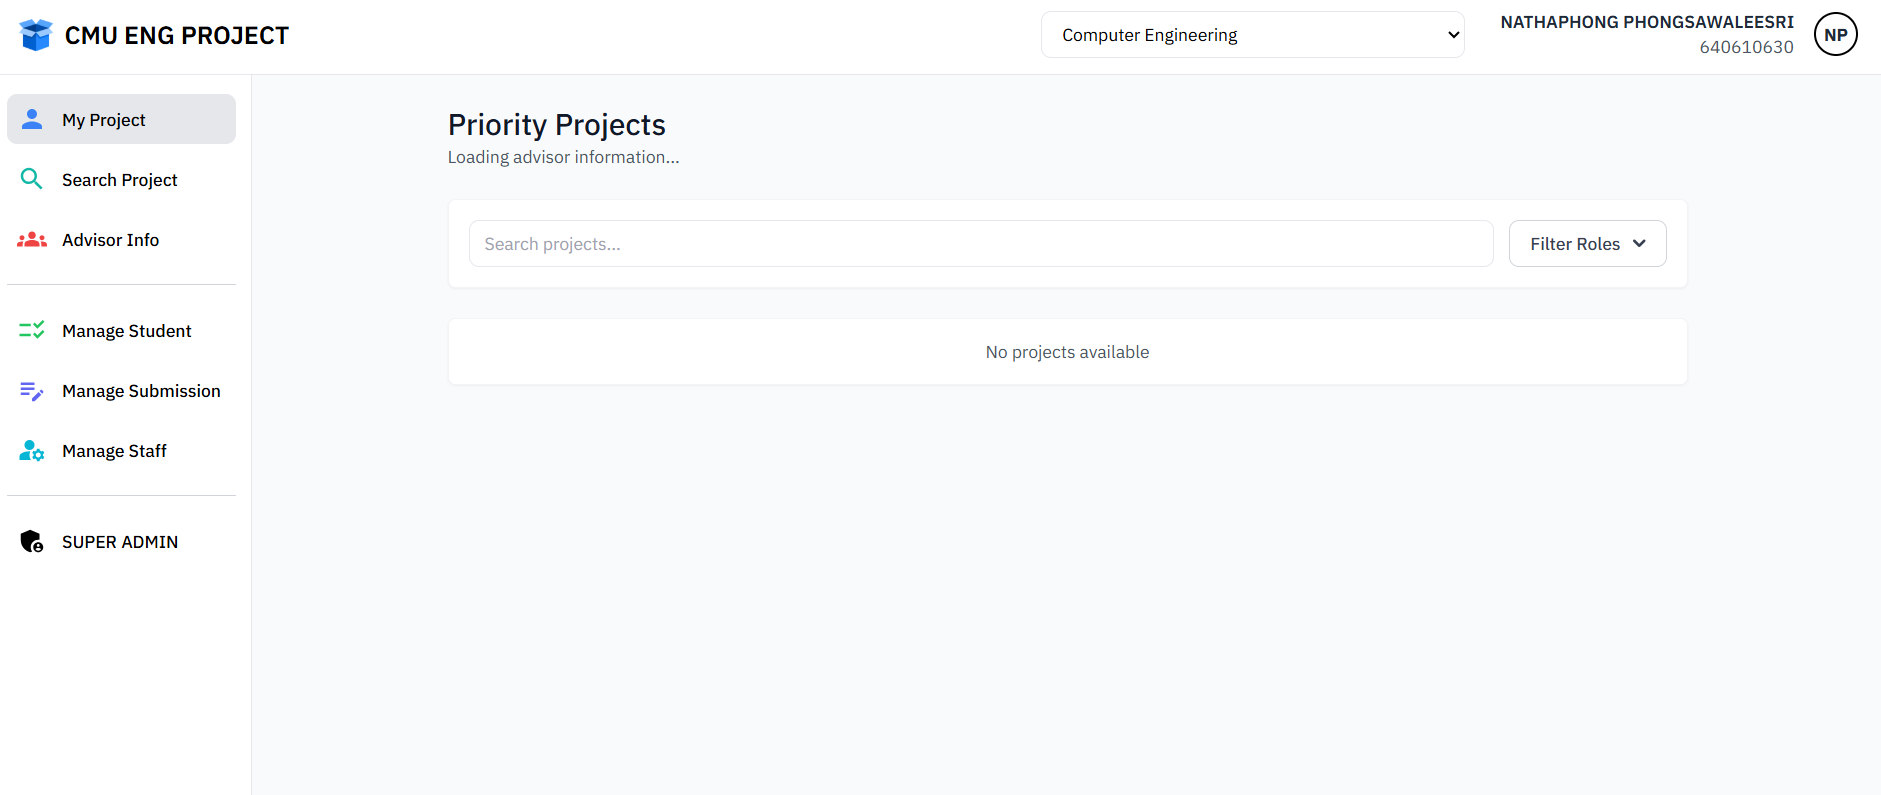 CMU ENG PROJECT
Computer Engineering
NATHAPHONG PHONGSAWALEESRI
640610630
NP
My Project
Search Project
Advisor Info
Manage Student
Manage Submission
Manage Staff
SUPER ADMIN
Priority Projects
Loading advisor information...
Search projects...
Filter Roles
No projects available